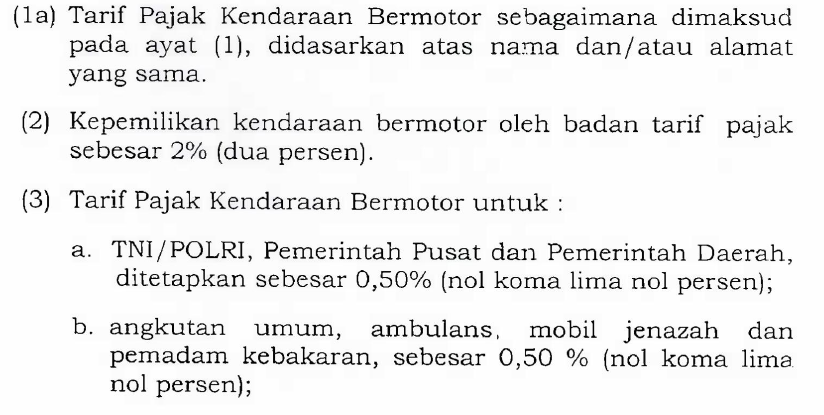 (1a) Tarif Pajak Kendaraan Bermotor sebagaimana dimaksud
pada ayat (1), didasarkan atas nama dan/atau alamat
yang sama.
(2) Kepemilikan kendaraan bermotor oleh badan tarif pajak
sebesar 2% (dua persen).
(3) Tarif Pajak Kendaraan Bermotor untuk :
a. TNI/POLRI, Pemerintah Pusat dan Pemerintah Daerah,
ditetapkan sebesar 0,50% (nol koma lima nol persen);
b. angkutan umum, ambulans, mobil jenazah dan
pemadam kebakaran, sebesar 0,50 % (nol koma lima
nol persen);